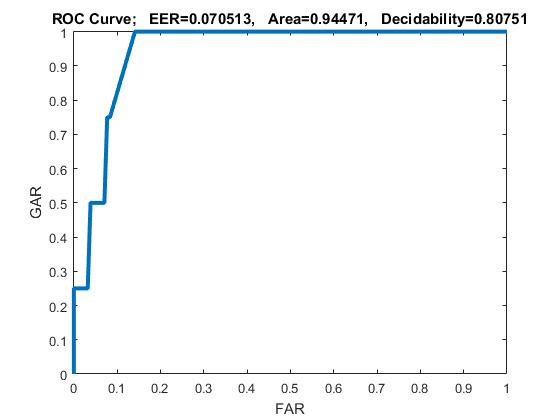 ROC Curve;   EER=0.070513,   Area=0.94471,   Decidability=0.80751
1
0.9
0.8
0.7
0.6
0.5
0.4
0.3
0.2
0.1
0
GAR
0 0.1 0.2 0.3 0.4 0.5 0.6 0.7 0.8 0.9 1
FAR